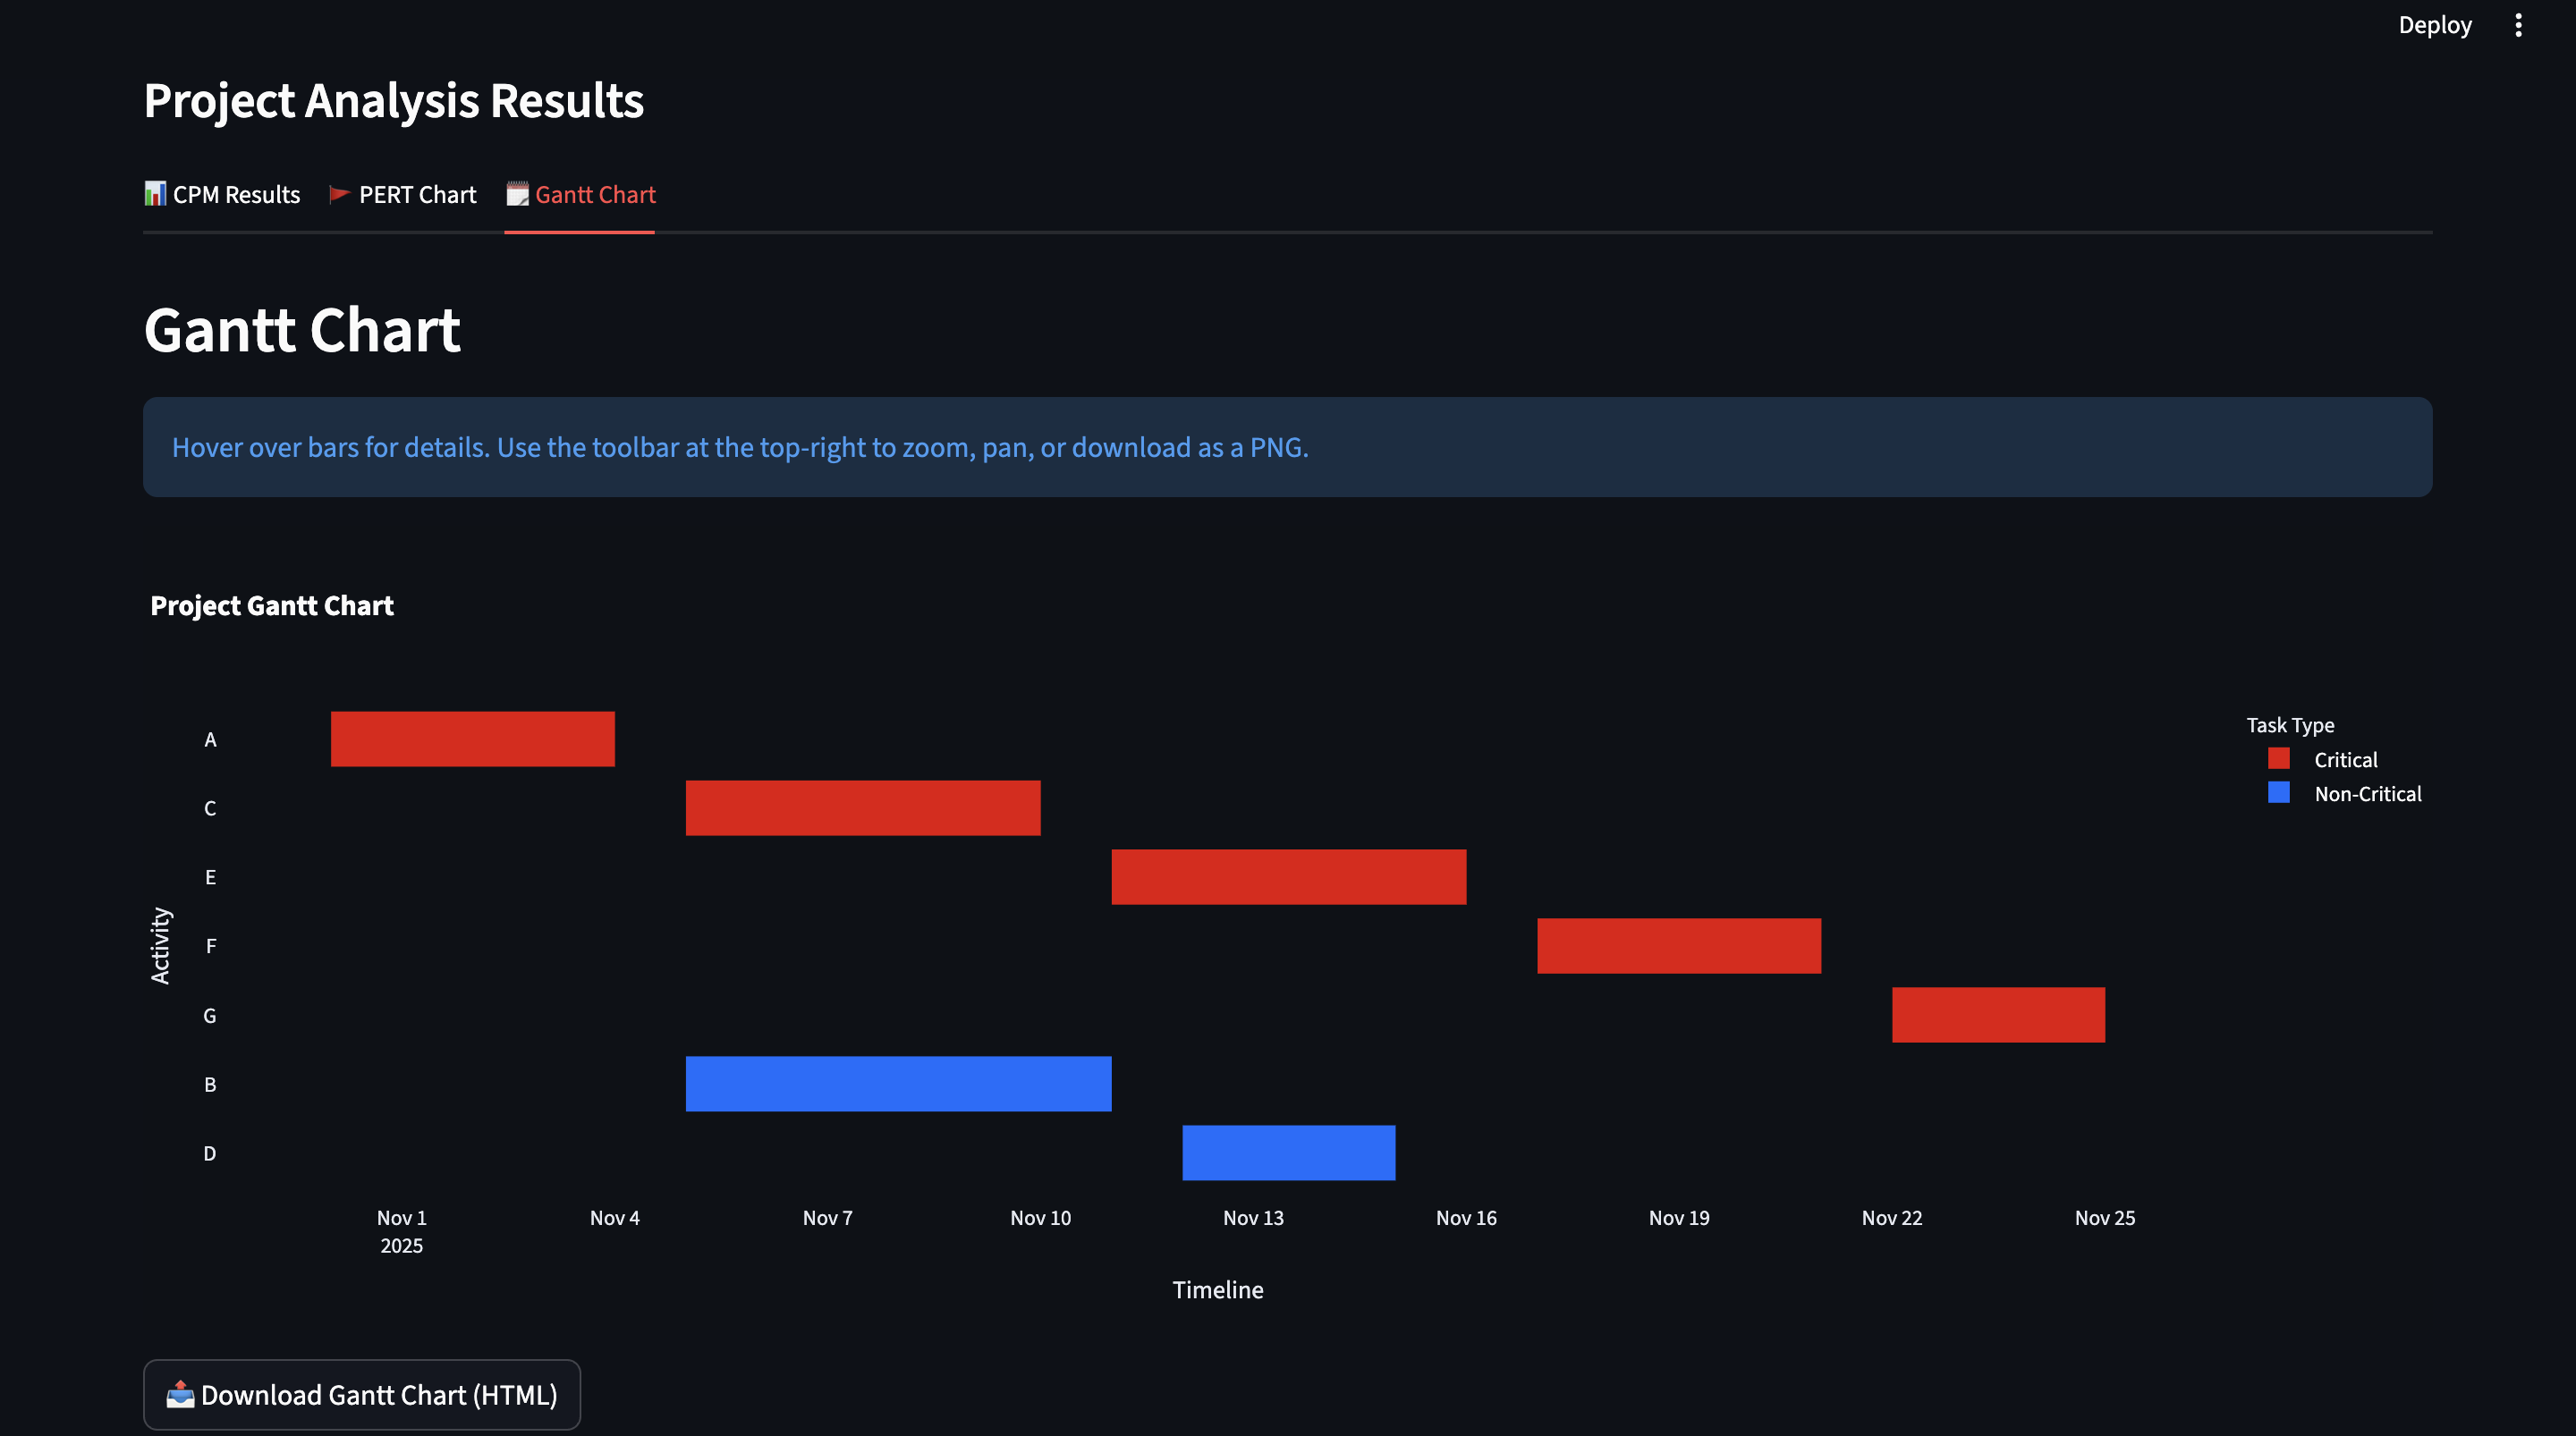 Deploy
Project Analysis Results
CPM Results PERT Chart Gantt Chart
Gantt Chart
Hover over bars for details. Use the toolbar at the top-right to zoom, pan, or download as a PNG.
Project Gantt Chart
Task Type
Critical
Non-Critical
Activity
A
C
E
F
G
B
D
Nov 1 Nov 4 Nov 7 Nov 10 Nov 13 Nov 16 Nov 19 Nov 22 Nov 25
2025
Timeline
Download Gantt Chart (HTML)